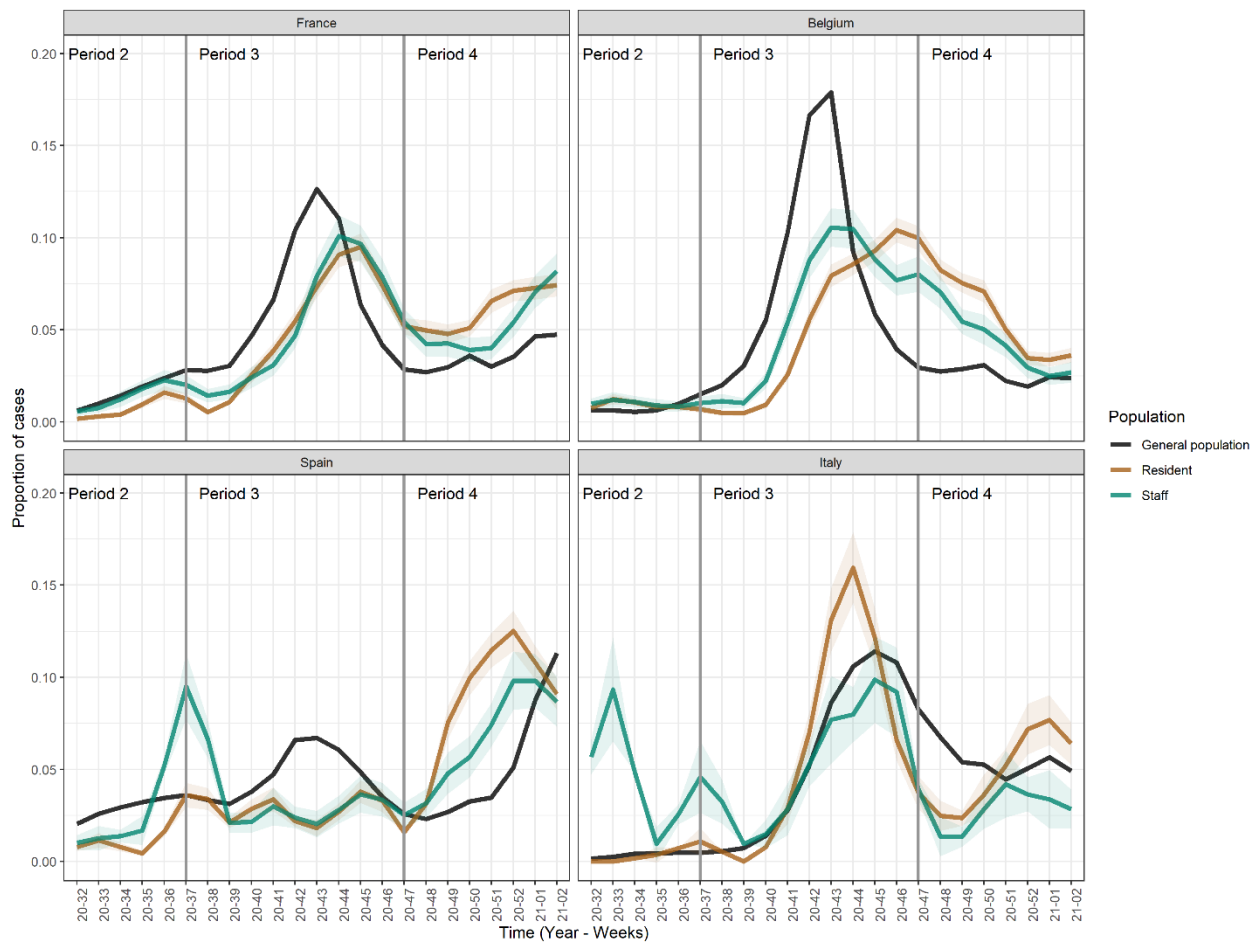 France
Belgium
Period 2 Period 3 Period 4
Period 2 Period 3 Period 4
0.20
0.15
0.10
0.05
0.00
Spain
Italy
Period 2 Period 3 Period 4
Period 2 Period 3 Period 4
0.20
0.15
0.10
0.05
0.00
Proportion of cases
20-32 20-33 20-34 20-35 20-36 20-37 20-38 20-39 20-40 20-41 20-42 20-43 20-44 20-45 20-46 20-47 20-48 20-49 20-50 20-51 20-52 21-01 21-02
20-32 20-33 20-34 20-35 20-36 20-37 20-38 20-39 20-40 20-41 20-42 20-43 20-44 20-45 20-46 20-47 20-48 20-49 20-50 20-51 20-52 21-01 21-02
Time (Year - Weeks)
Population
General population
Resident
Staff